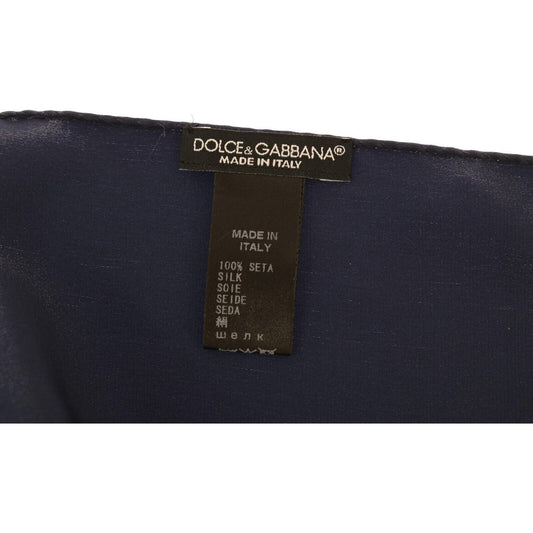 DOLCE&GABBANA®
MADE IN ITALY
MADE IN
ITALY
100% SETA
SILK
SOIE
SEIDE
SEDA
絹
шелк